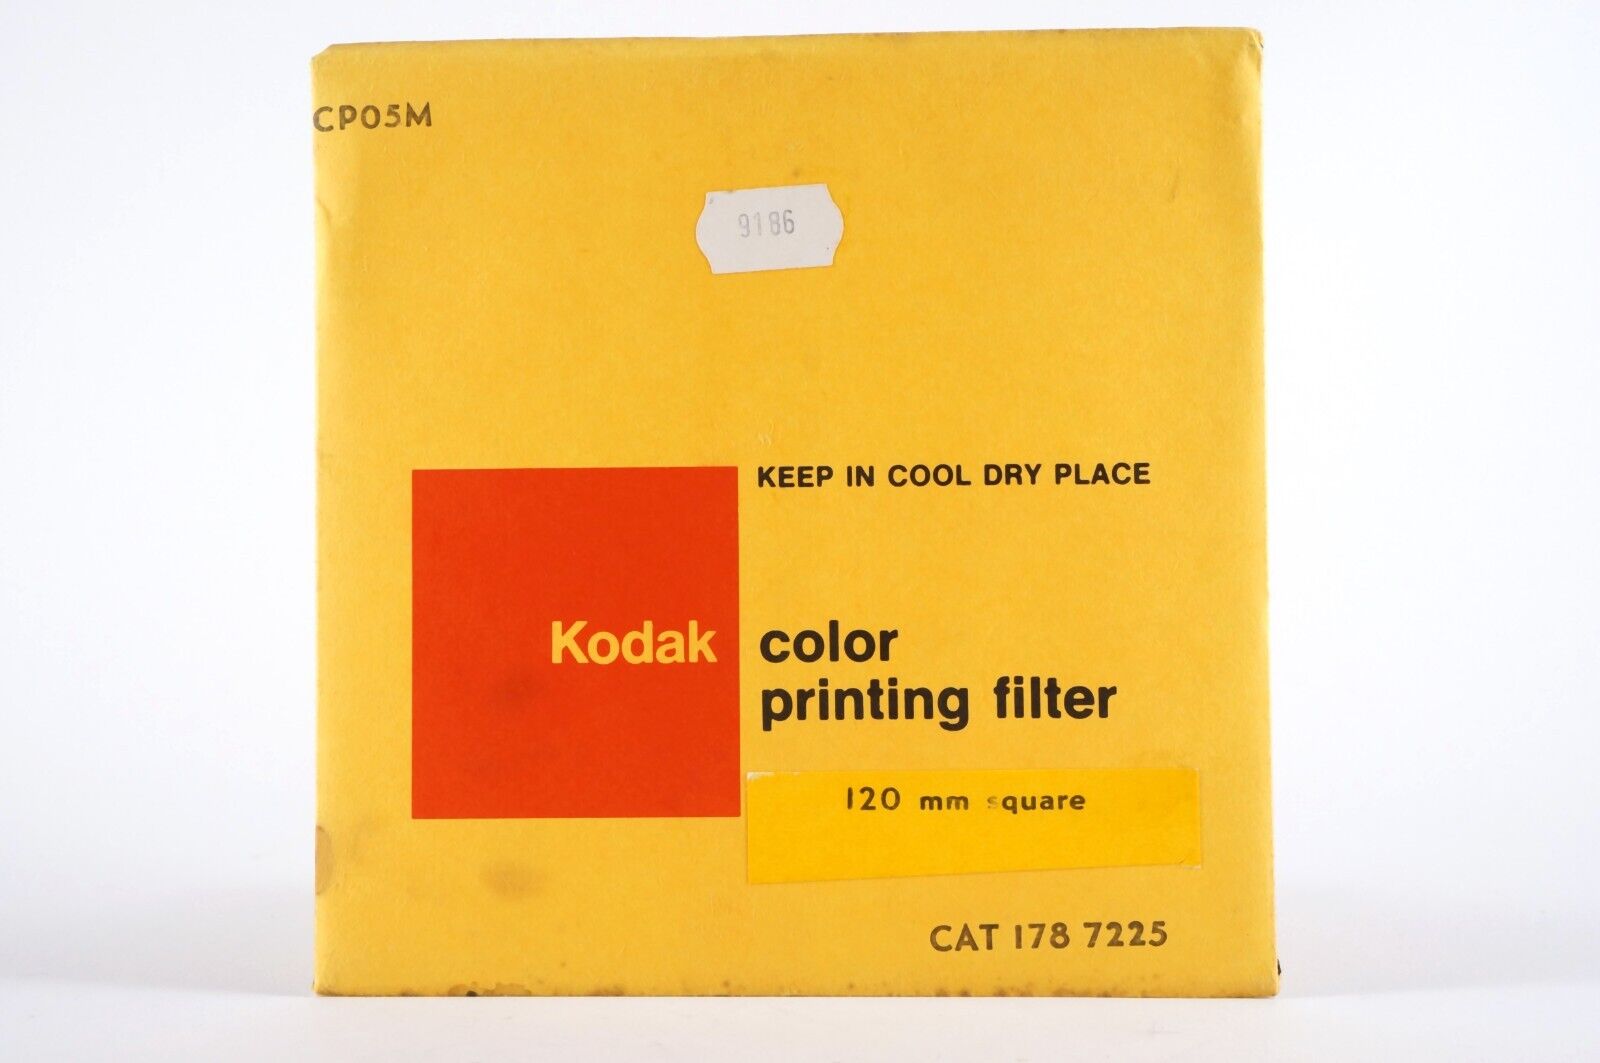 CP05M
9186
KEEP IN COOL DRY PLACE
Kodak color
printing filter
120 mm square
CAT 178 7225